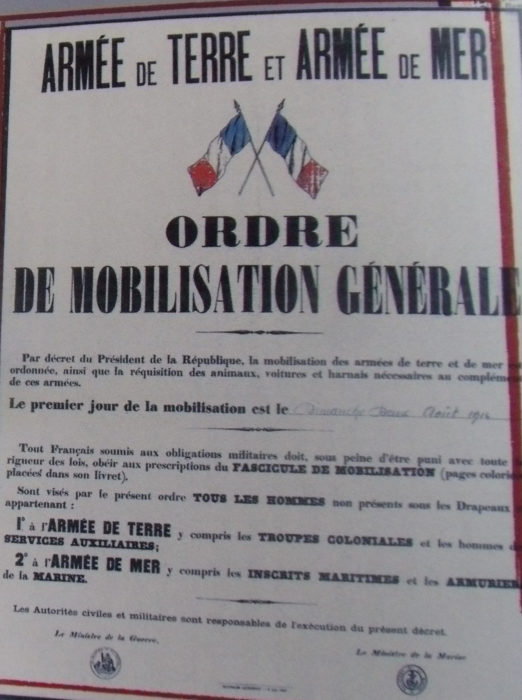 ARMÉE DE TERRE ET ARMÉE DE MER
ORDRE
DE MOBILISATION GÉNÉRALE
Par décret du Président de la République, la mobilisation des armées de terre et de mer
ordonnée, ainsi que la réquisition des animaux, voitures et harnais nécessaires au
de ces armées.
Le premier jour de la mobilisation est le Dimanche Deux Août 1914
Tout Français soumis aux obligations militaires doit, sous peine d'être puni avec toute
rigueur des lois, obéir aux prescriptions du FASCICULE DE MOBILISATION (pages
placées dans son livret).
Sont visés par le présent ordre TOUS LES HOMMES non présents sous les Drapeaux
appartenant :
1° à l'ARMÉE DE TERRE y compris les TROUPES COLONIALES et les hommes
SERVICES AUXILIAIRES;
2° à l'ARMÉE DE MER y compris les INSCRITS MARITIMES et les ARMURIER
de la MARINE.
Les Autorités civiles et militaires sont responsables de l'exécution du présent décret.
Le Ministre de la Guerre, Le Ministre de la Marine